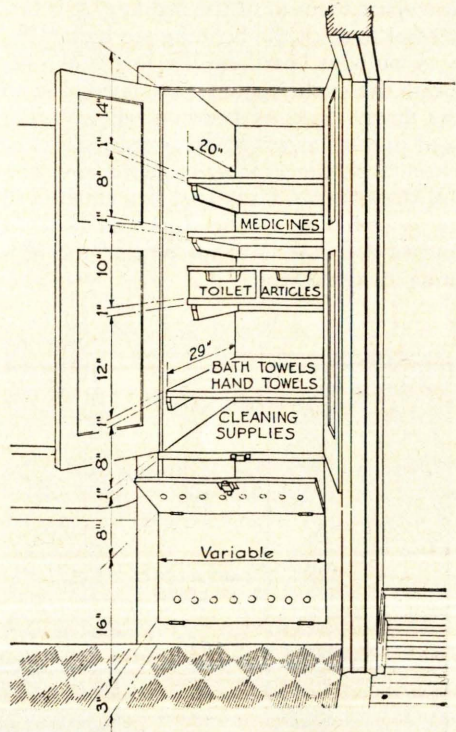 14"
1"
20"
8"
1"
MEDICINES
10"
TOILET ARTICLES
1"
29"
12"
BATH TOWELS
HAND TOWELS
1"
CLEANING
SUPPLIES
8"
1"
8"
Variable
16"
3"